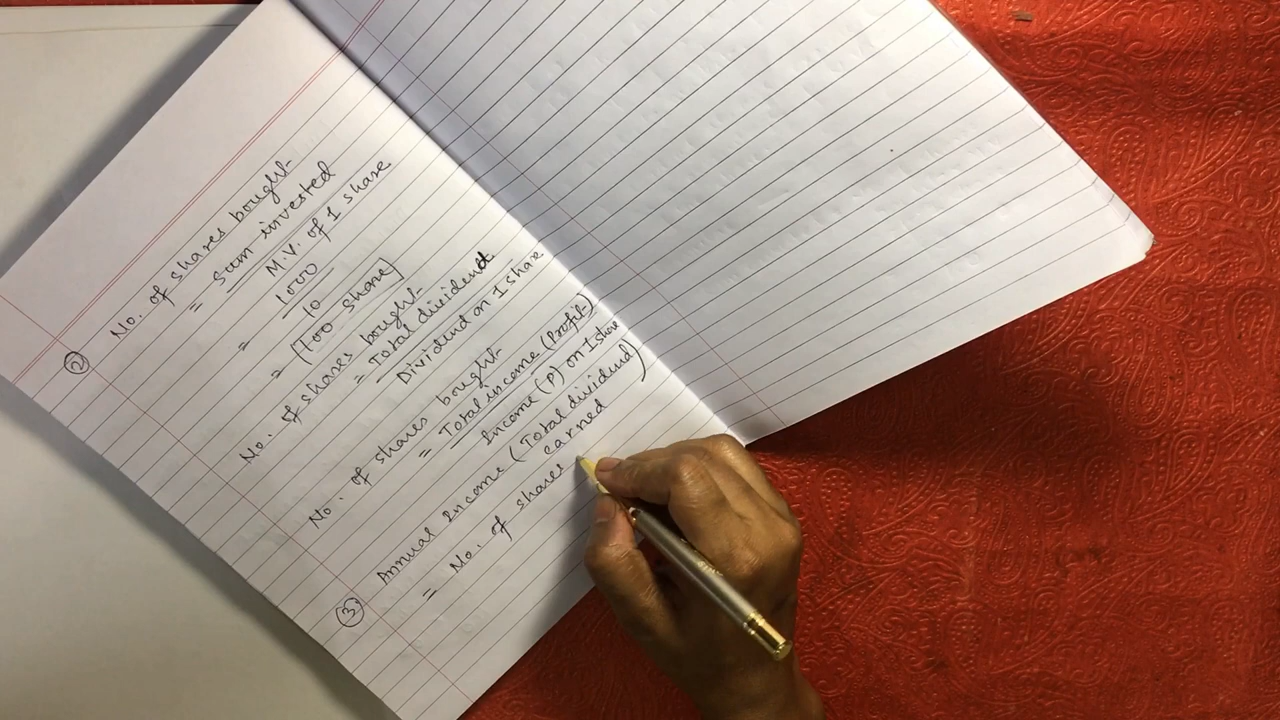 ② No. of shares bought
= Sum invested
M.V. of 1 share
= 1000
10
= [100 share]
No. of shares bought
= Total dividend
Dividend on 1 share
No. of shares bought
= Total income (Profit)
Income (P) on 1 share
③ Annual Income (Total dividend)
earned
= No. of shares